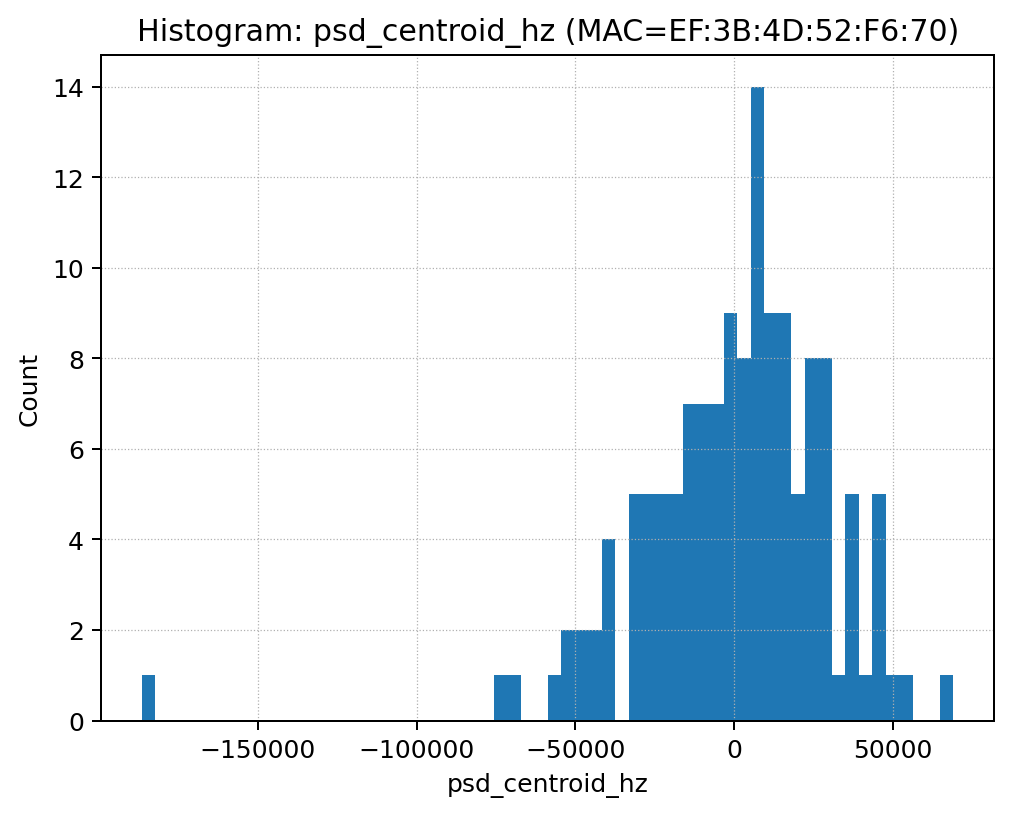 Histogram: psd_centroid_hz (MAC=EF:3B:4D:52:F6:70)
14
12
10
8
6
4
2
0
Count
−150000 −100000 −50000 0 50000
psd_centroid_hz